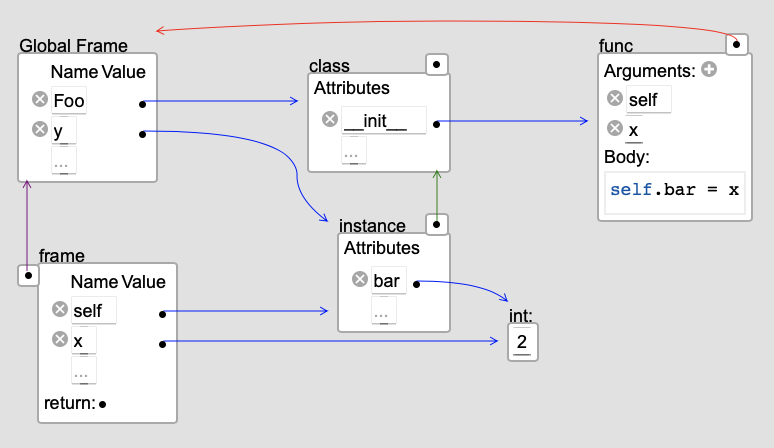 Global Frame
Name Value
Foo
y
...
class
Attributes
__init__
...
func
Arguments:
self
x
Body:
self.bar = x
instance
Attributes
bar
...
frame
Name Value
self
x
...
return:
int:
2